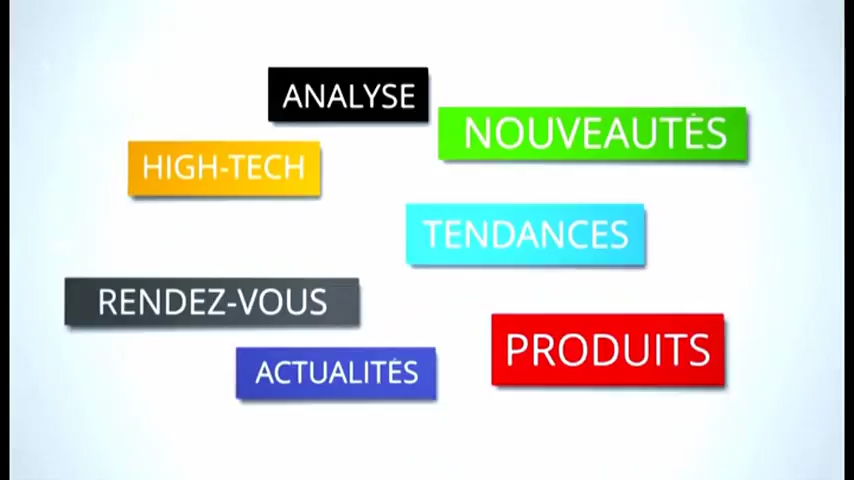 ANALYSE
NOUVEAUTÉS
HIGH-TECH
TENDANCES
RENDEZ-VOUS
PRODUITS
ACTUALITÉS